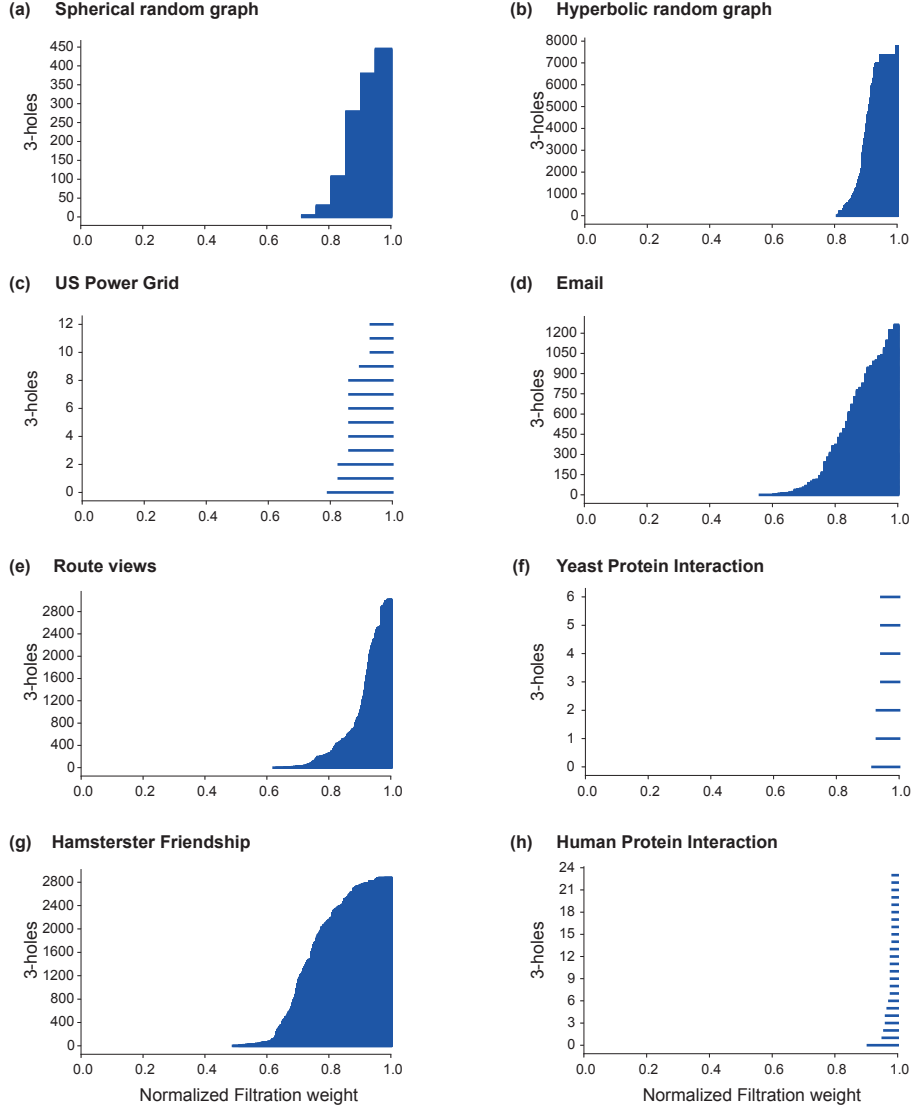 (a) Spherical random graph
3-holes
450
400
350
300
250
200
150
100
50
0
0.0 0.2 0.4 0.6 0.8 1.0
(b) Hyperbolic random graph
3-holes
8000
7000
6000
5000
4000
3000
2000
1000
0
0.0 0.2 0.4 0.6 0.8 1.0
(c) US Power Grid
3-holes
12
10
8
6
4
2
0
0.0 0.2 0.4 0.6 0.8 1.0
(d) Email
3-holes
1200
1050
900
750
600
450
300
150
0
0.0 0.2 0.4 0.6 0.8 1.0
(e) Route views
3-holes
2800
2400
2000
1600
1200
800
400
0
0.0 0.2 0.4 0.6 0.8 1.0
(f) Yeast Protein Interaction
3-holes
6
5
4
3
2
1
0
0.0 0.2 0.4 0.6 0.8 1.0
(g) Hamsterster Friendship
3-holes
2800
2400
2000
1600
1200
800
400
0
0.0 0.2 0.4 0.6 0.8 1.0
Normalized Filtration weight
(h) Human Protein Interaction
3-holes
24
21
18
15
12
9
6
3
0
0.0 0.2 0.4 0.6 0.8 1.0
Normalized Filtration weight